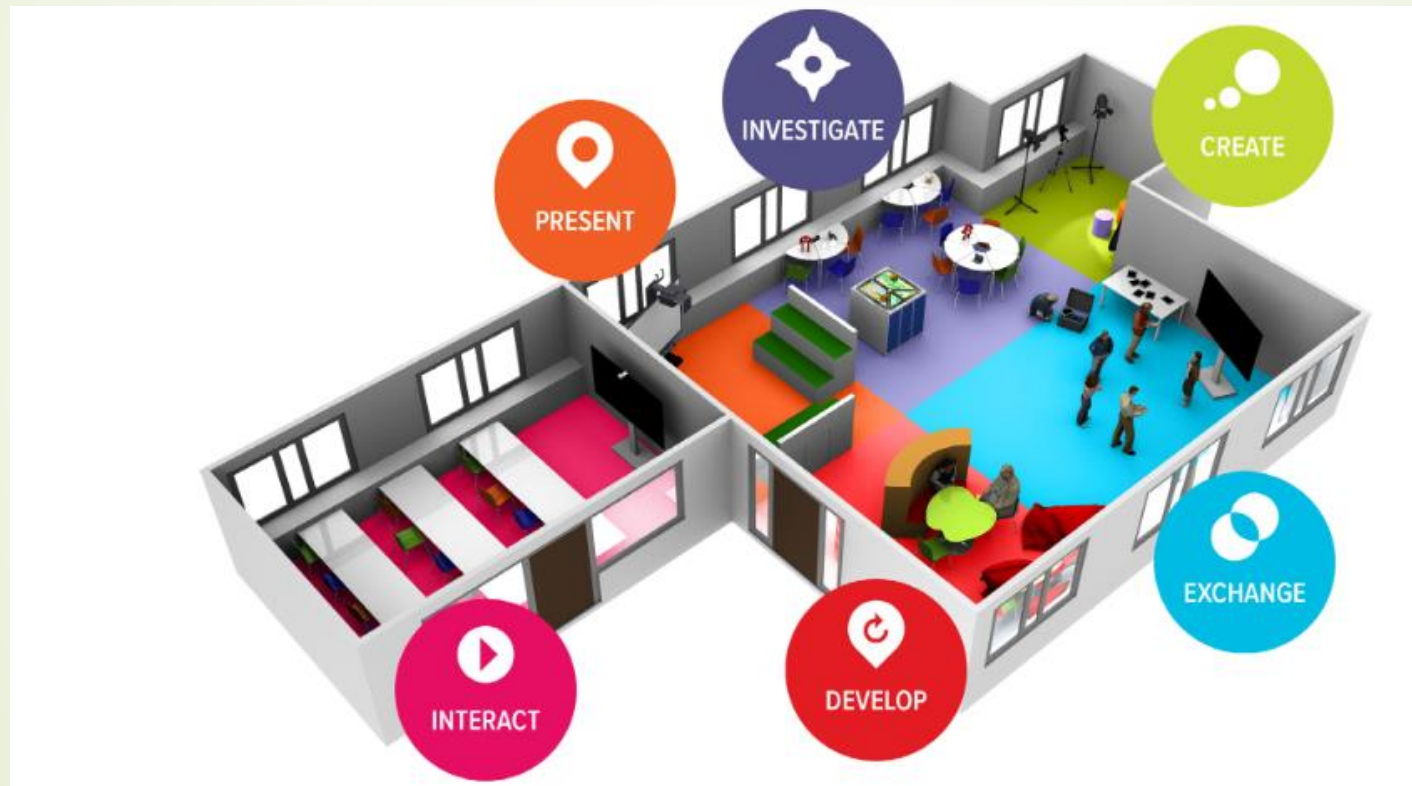 INVESTIGATE
CREATE
PRESENT
EXCHANGE
DEVELOP
INTERACT